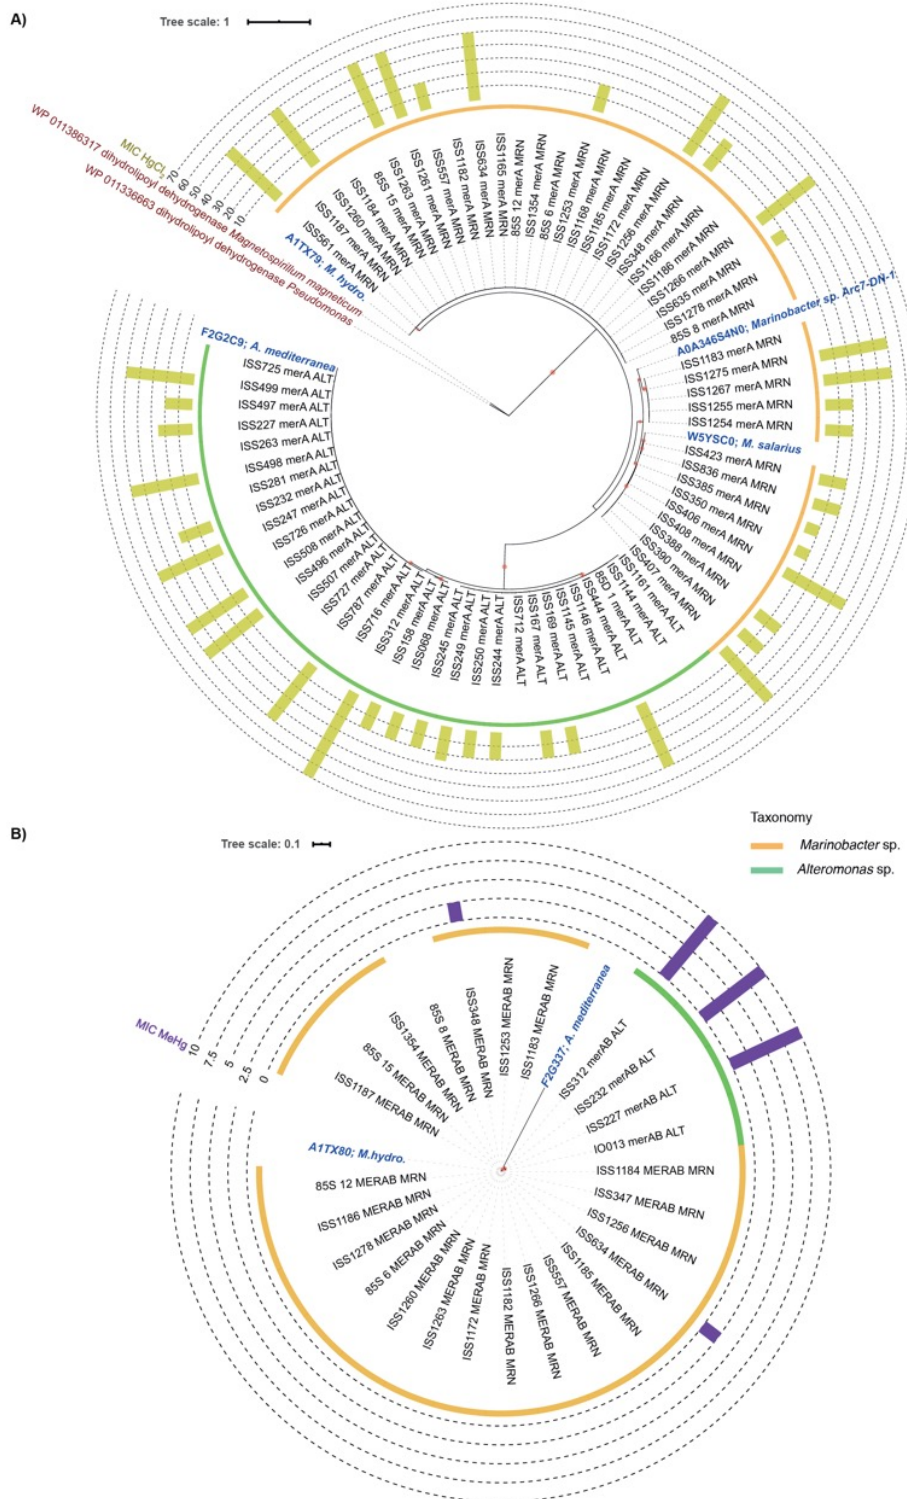 A)
Tree scale: 1
WP 011386317 dihydrolipoyl dehydrogenase Magnetospirillum magneticum
WP 011336663 dihydrolipoyl dehydrogenase Pseudomonas
MIC HgCl2
70
60
50
40
30
20
10
A1TX79; M. hydro.
ISS561 merA MRN
ISS1187 merA MRN
ISS1260 merA MRN
ISS1184 merA MRN
85S 15 merA MRN
ISS1263 merA MRN
ISS1261 merA MRN
ISS557 merA MRN
ISS1182 merA MRN
ISS634 merA MRN
ISS1165 merA MRN
85S 12 merA MRN
ISS1354 merA MRN
85S 6 merA MRN
ISS1253 merA MRN
ISS1168 merA MRN
ISS1185 merA MRN
ISS1172 merA MRN
ISS1256 merA MRN
ISS348 merA MRN
ISS1166 merA MRN
ISS1186 merA MRN
ISS1266 merA MRN
ISS635 merA MRN
ISS1278 merA MRN
85S 8 merA MRN
A0A346S4N0; Marinobacter sp. Arc7-DN-1
ISS1183 merA MRN
ISS1275 merA MRN
ISS1267 merA MRN
ISS1255 merA MRN
ISS1254 merA MRN
W5YSC0; M. salarius
ISS423 merA MRN
ISS836 merA MRN
ISS385 merA MRN
ISS350 merA MRN
ISS406 merA MRN
ISS408 merA MRN
ISS388 merA MRN
ISS390 merA MRN
ISS407 merA MRN
ISS1161 merA ALT
ISS1144 merA ALT
85D 1 merA ALT
ISS444 merA ALT
ISS1146 merA ALT
ISS1145 merA ALT
ISS169 merA ALT
ISS167 merA ALT
ISS712 merA ALT
ISS244 merA ALT
ISS250 merA ALT
ISS249 merA ALT
ISS245 merA ALT
ISS068 merA ALT
ISS158 merA ALT
ISS312 merA ALT
ISS716 merA ALT
ISS787 merA ALT
ISS727 merA ALT
ISS507 merA ALT
ISS496 merA ALT
ISS508 merA ALT
ISS726 merA ALT
ISS247 merA ALT
ISS232 merA ALT
ISS281 merA ALT
ISS498 merA ALT
ISS263 merA ALT
ISS227 merA ALT
ISS497 merA ALT
ISS499 merA ALT
ISS725 merA ALT
F2G2C9; A. mediterranea
Taxonomy
Marinobacter sp.
Alteromonas sp.
B)
Tree scale: 0.1
MIC MeHg
10
7.5
5
2.5
0
A1TX80; M.hydro.
ISS1187 MERAB MRN
85S 15 MERAB MRN
ISS1354 MERAB MRN
85S 8 MERAB MRN
ISS348 MERAB MRN
ISS1253 MERAB MRN
ISS1183 MERAB MRN
F2G337; A. mediterranea
ISS312 merAB ALT
ISS232 merAB ALT
ISS227 merAB ALT
IO013 merAB ALT
ISS1184 MERAB MRN
ISS347 MERAB MRN
ISS1256 MERAB MRN
ISS634 MERAB MRN
ISS1185 MERAB MRN
ISS557 MERAB MRN
ISS1266 MERAB MRN
ISS1182 MERAB MRN
ISS1172 MERAB MRN
ISS1263 MERAB MRN
ISS1260 MERAB MRN
85S 6 MERAB MRN
ISS1278 MERAB MRN
ISS1186 MERAB MRN
85S 12 MERAB MRN